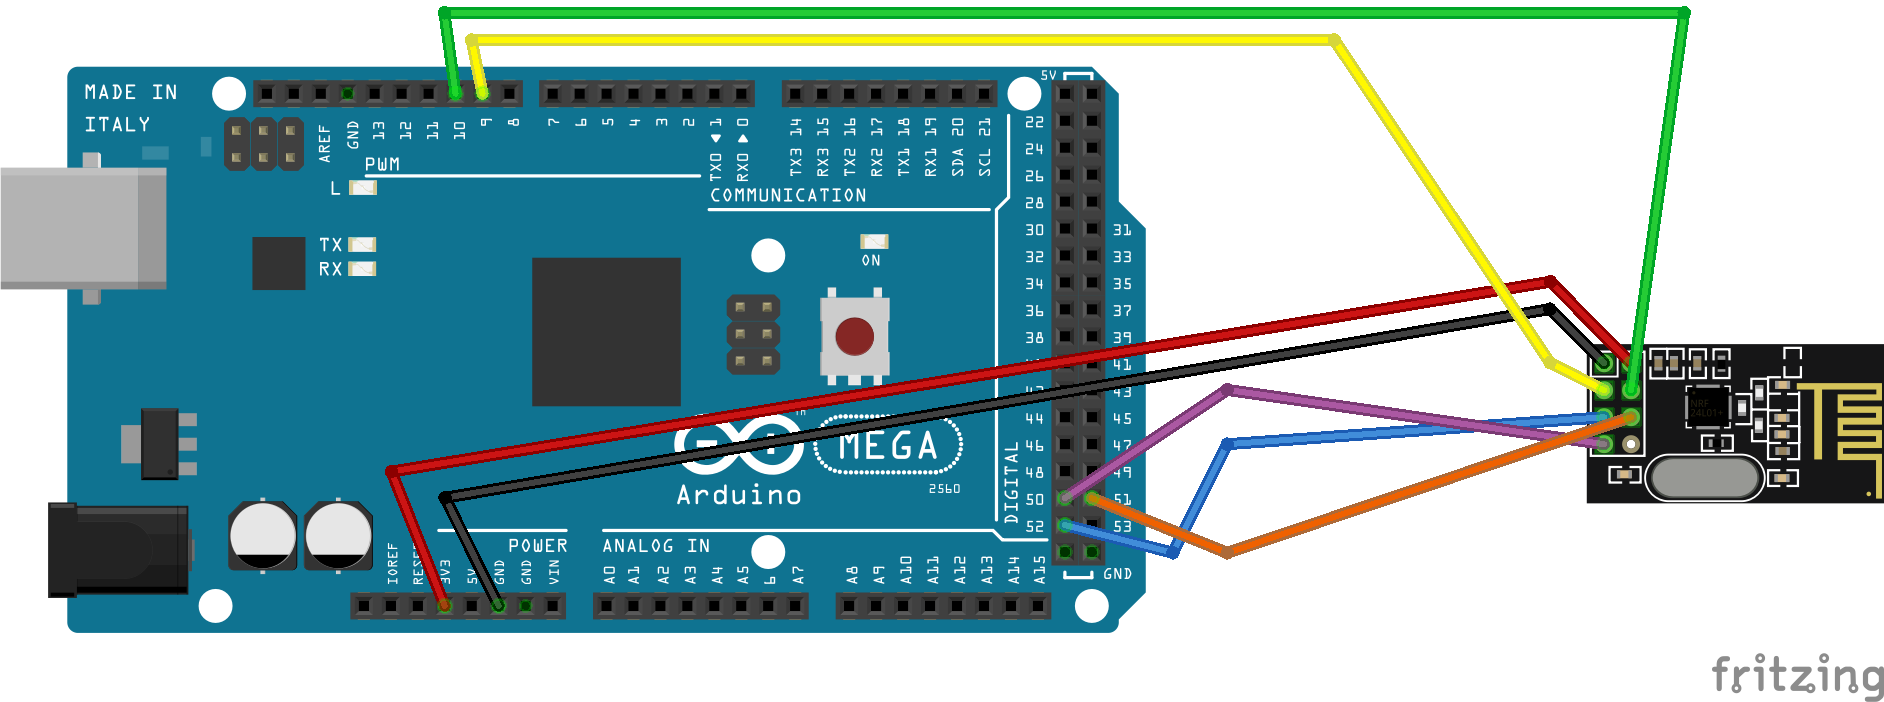 MADE IN
ITALY
AREF
GND
13
12
11
10
9
8
7
6
5
4
3
2
TX0 ◀ 1
RX0 ▶ 0
TX3 14
RX3 15
TX2 16
RX2 17
TX1 18
RX1 19
SDA 20
SCL 21
PWM
COMMUNICATION
L
TX
RX
ON
5V
22
24
26
28
30 31
32 33
34 35
36 37
38 39
41
43
44 45
46 47
48 49
50 51
52 53
GND
DIGITAL
MEGA
Arduino
2560
POWER
ANALOG IN
IOREF
3V3
5V
GND
GND
VIN
A0
A1
A2
A3
A4
A5
6
A7
A8
A9
A10
A11
A12
A13
A14
A15
NRF
24L01+
fritzing